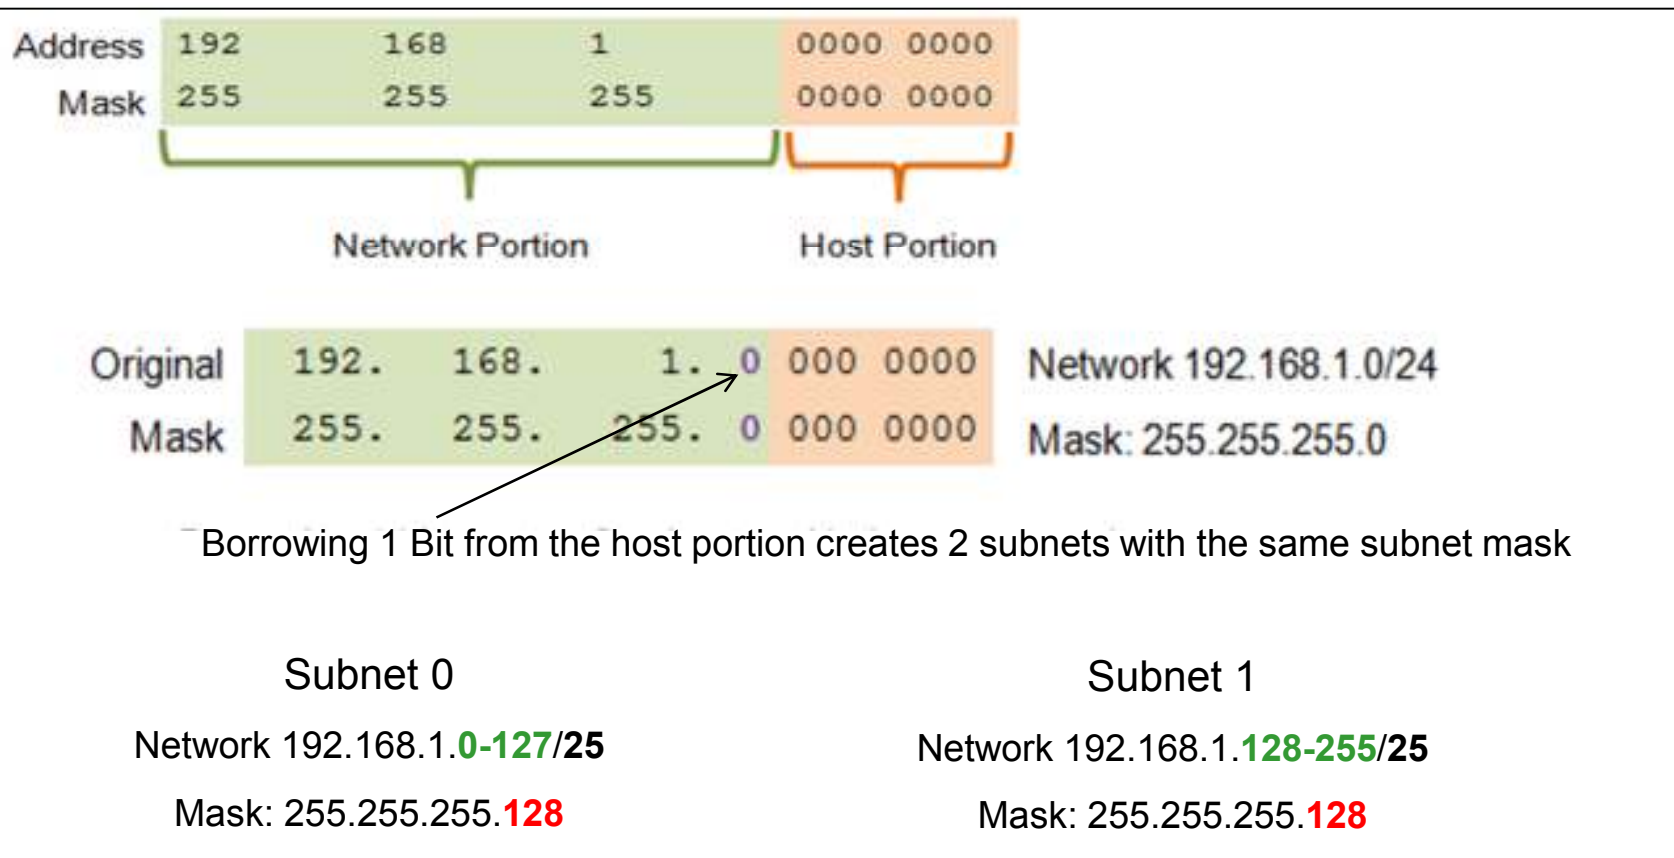 Address 192 168 1 0000 0000
Mask 255 255 255 0000 0000
Network Portion Host Portion
Original 192. 168. 1. 0 000 0000 Network 192.168.1.0/24
Mask 255. 255. 255. 0 000 0000 Mask: 255.255.255.0
Borrowing 1 Bit from the host portion creates 2 subnets with the same subnet mask
Subnet 0 Subnet 1
Network 192.168.1.0-127/25 Network 192.168.1.128-255/25
Mask: 255.255.255.128 Mask: 255.255.255.128